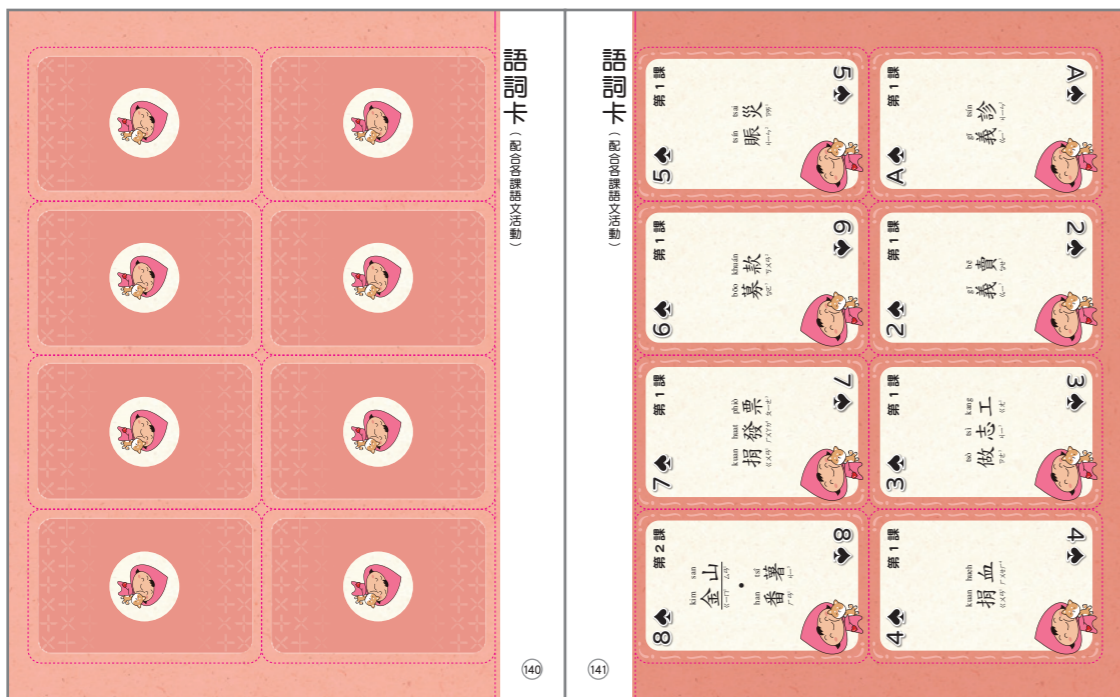 語詞卡(配合各課語文活動)
140
語詞卡(配合各課語文活動)
141
5
第1課
tsín tsai
賑災
5
A
第1課
gī tsín
義診
A
6
第1課
bōo khuán
募款
6
2
第1課
gī bē
義賣
2
7
第1課
kuan huat phiò
捐發票
7
3
第1課
tsì kang
做志工
3
8
第2課
kim san
金山
•
han tsî
番薯
8
4
第1課
kuan hueh
捐血
4